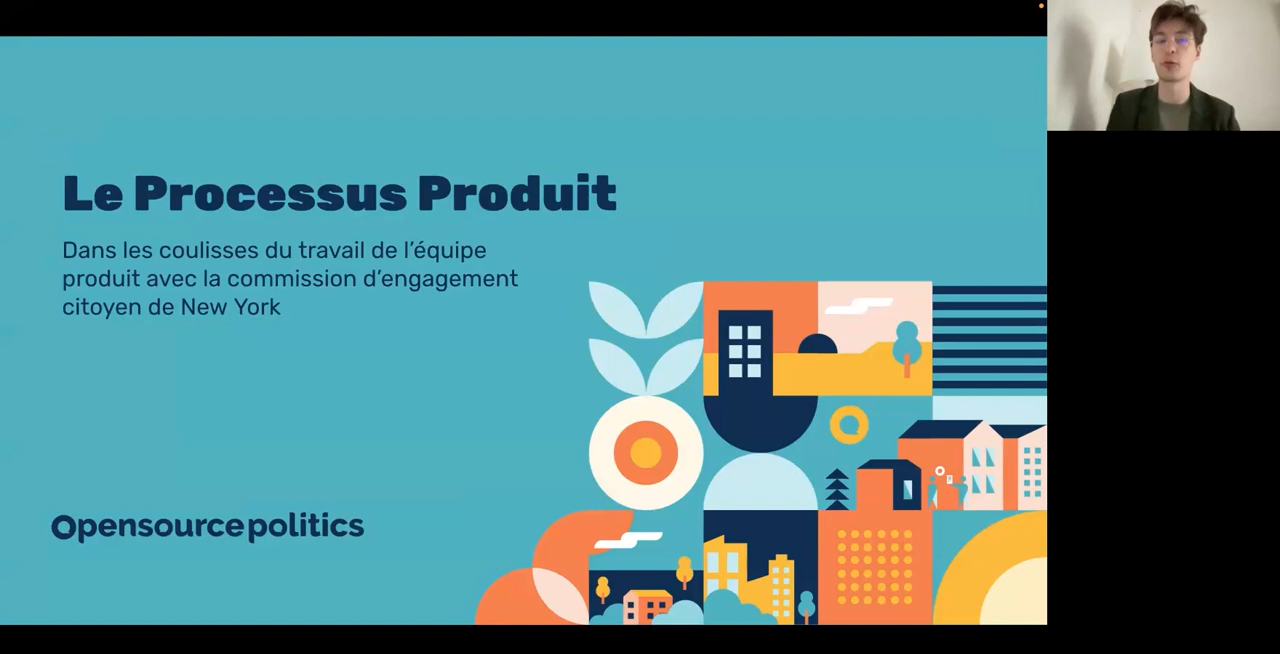 Le Processus Produit
Dans les coulisses du travail de l’équipe
produit avec la commission d’engagement
citoyen de New York
Opensourcepolitics